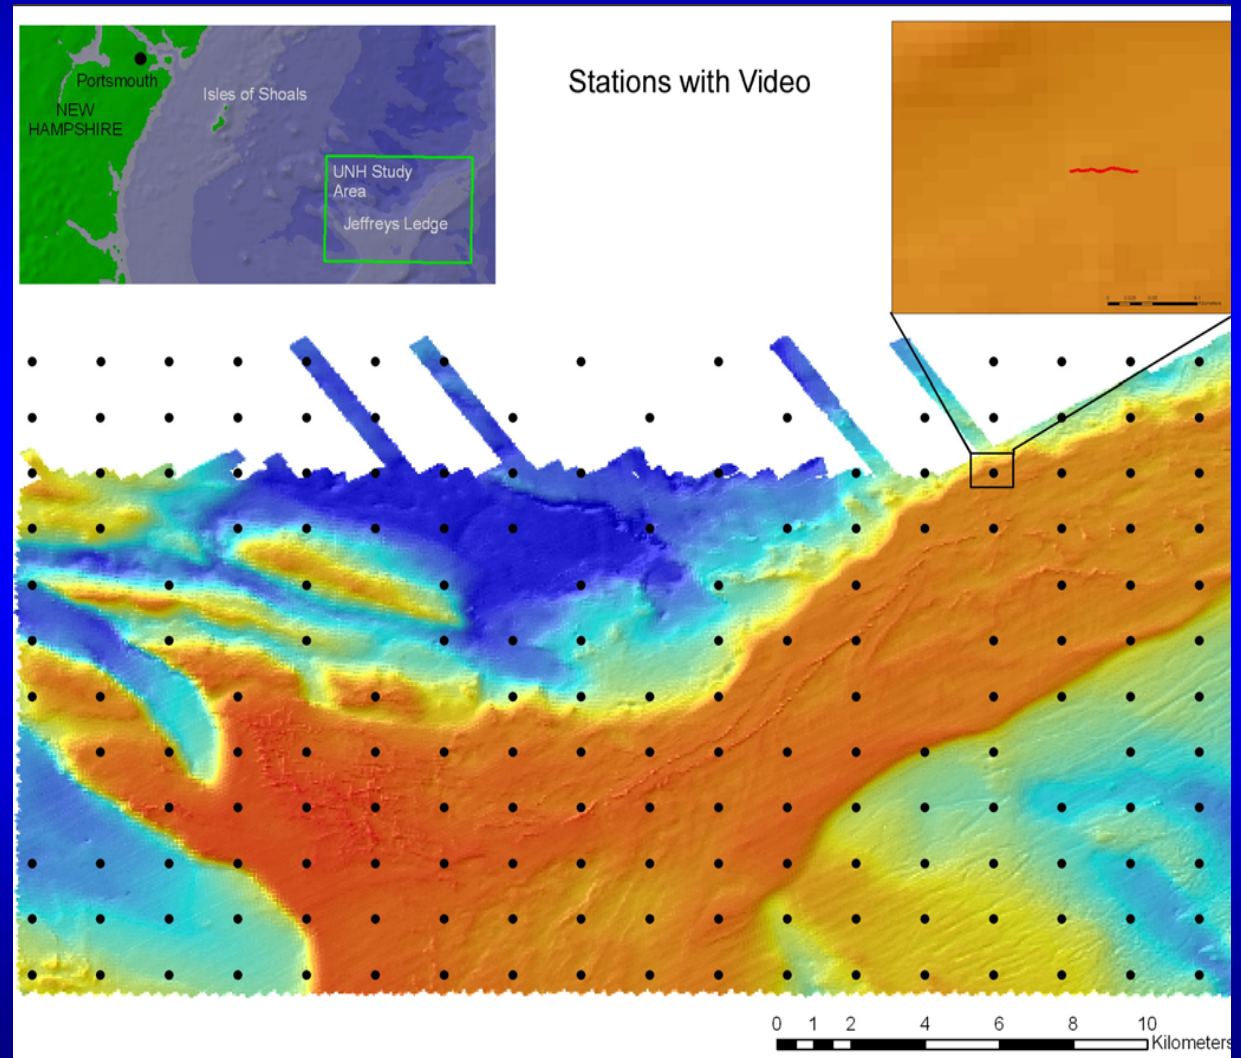 Portsmouth
NEW
HAMPSHIRE
Isles of Shoals
UNH Study
Area
Jeffreys Ledge
Stations with Video
0 1 2 4 6 8 10
Kilometers